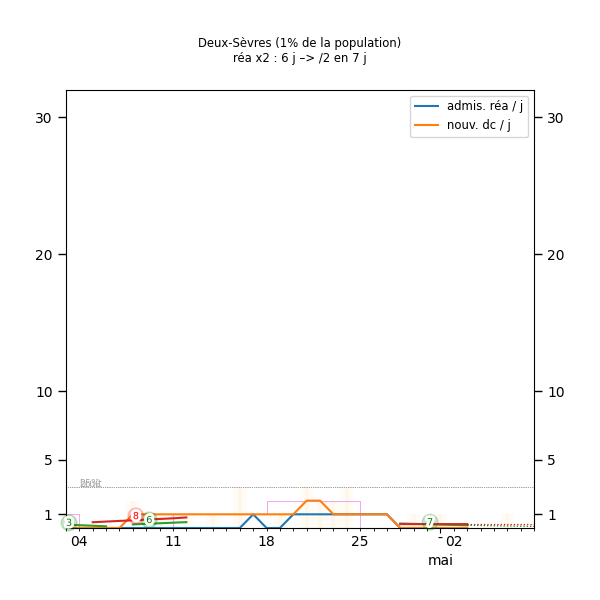 Deux-Sèvres (1% de la population)
réa x2 : 6 j –> /2 en 7 j
admis. réa / j
nouv. dc / j
30 30
20 20
10 10
5 5
1 1
3 8 6 7
04 11 18 25 02
mai